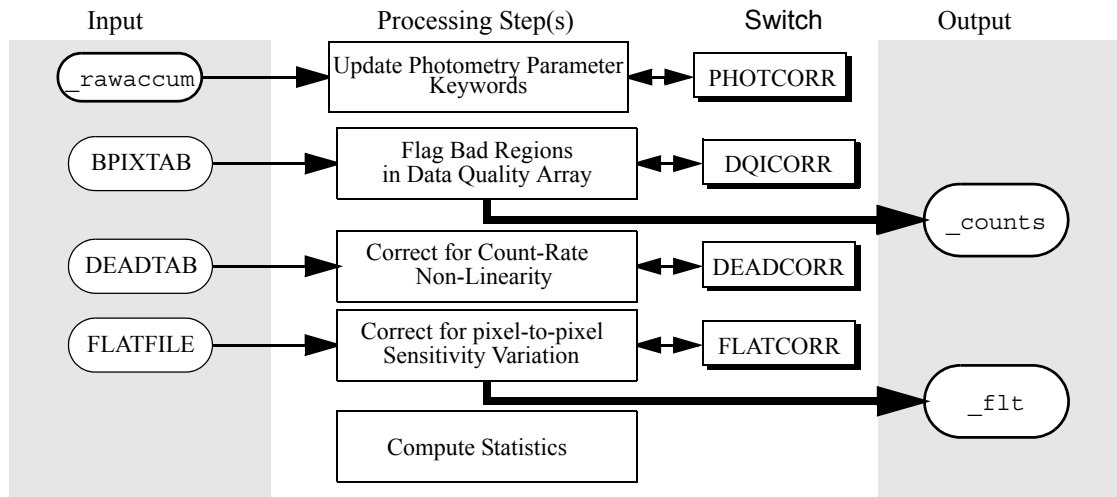 Input
Processing Step(s)
Switch
Output
_rawaccum
Update Photometry Parameter
Keywords
PHOTCORR
BPIXTAB
Flag Bad Regions
in Data Quality Array
DQICORR
_counts
DEADTAB
Correct for Count-Rate
Non-Linearity
DEADCORR
FLATFILE
Correct for pixel-to-pixel
Sensitivity Variation
FLATCORR
_flt
Compute Statistics